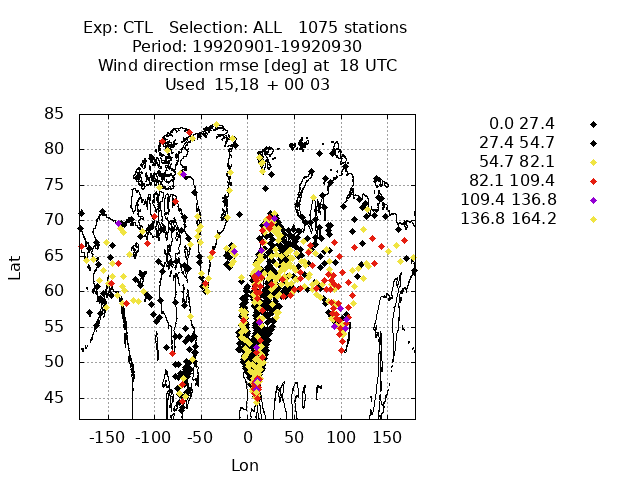 Exp: CTL   Selection: ALL   1075 stations
Period: 19920901-19920930
Wind direction rmse [deg] at  18 UTC
Used  15,18 + 00 03
85
80
75
70
65
60
55
50
45
Lat
-150 -100 -50 0 50 100 150
Lon
0.0 27.4
27.4 54.7
54.7 82.1
82.1 109.4
109.4 136.8
136.8 164.2